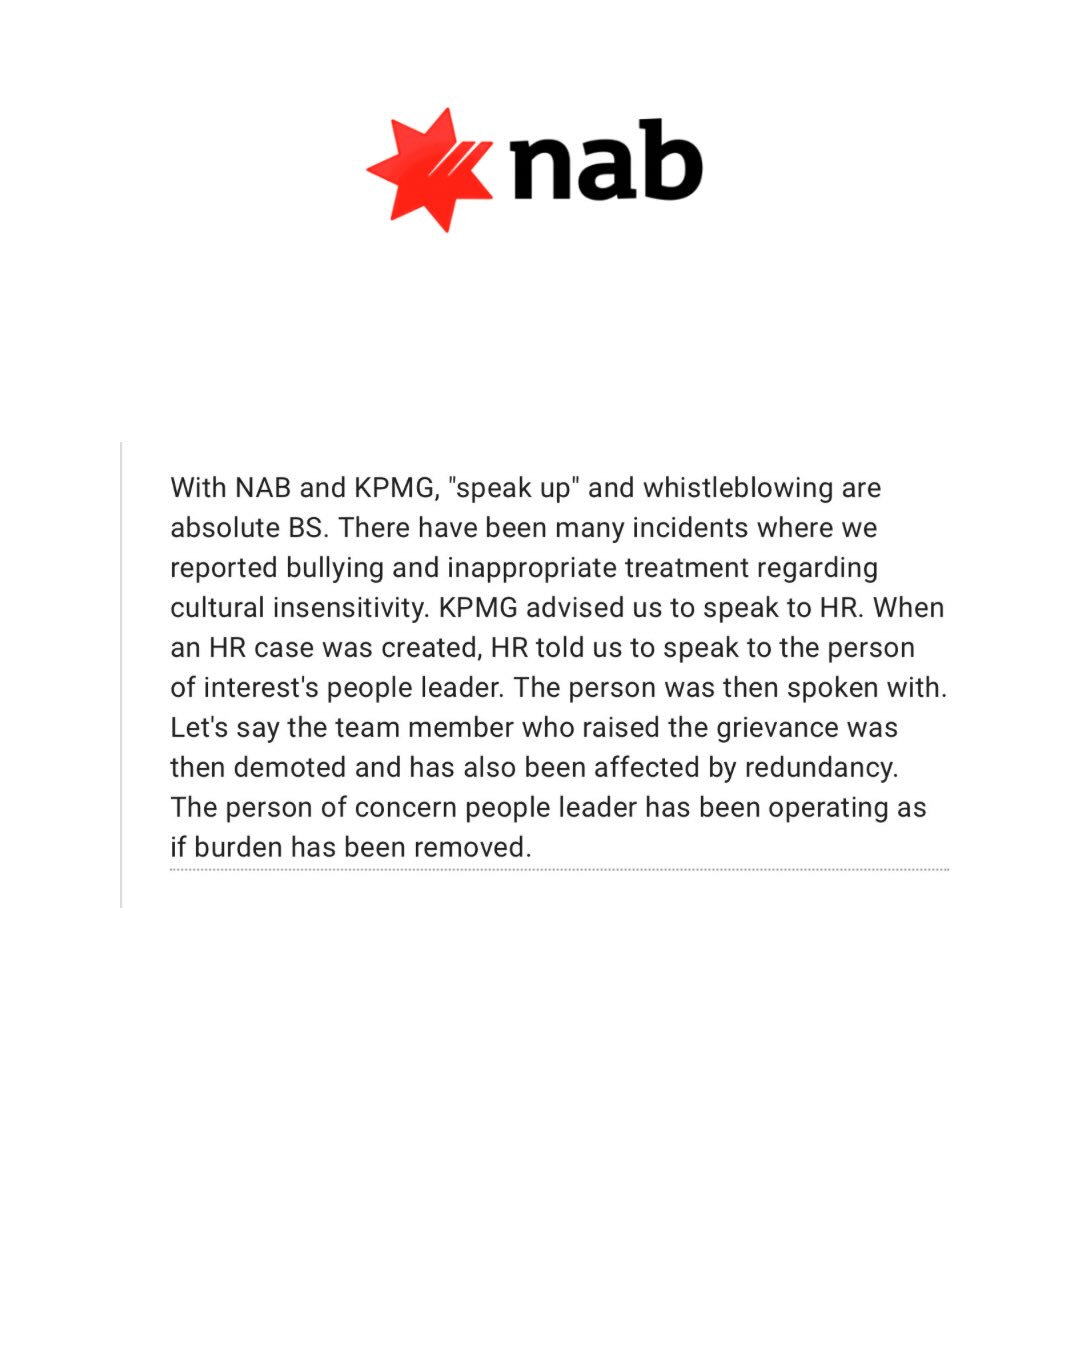 nab
With NAB and KPMG, "speak up" and whistleblowing are
absolute BS. There have been many incidents where we
reported bullying and inappropriate treatment regarding
cultural insensitivity. KPMG advised us to speak to HR. When
an HR case was created, HR told us to speak to the person
of interest's people leader. The person was then spoken with.
Let's say the team member who raised the grievance was
then demoted and has also been affected by redundancy.
The person of concern people leader has been operating as
if burden has been removed.